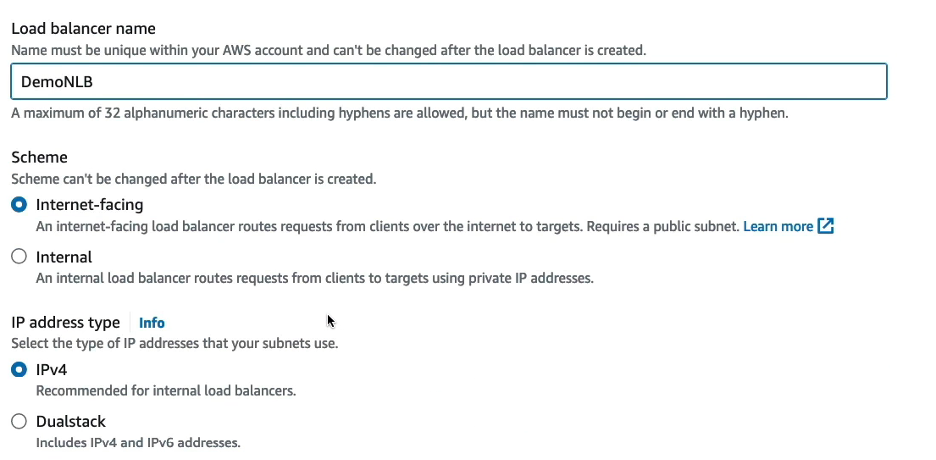 Load balancer name
Name must be unique within your AWS account and can't be changed after the load balancer is created.
DemoNLB
A maximum of 32 alphanumeric characters including hyphens are allowed, but the name must not begin or end with a hyphen.
Scheme
Scheme can't be changed after the load balancer is created.
Internet-facing
An internet-facing load balancer routes requests from clients over the internet to targets. Requires a public subnet. Learn more
Internal
An internal load balancer routes requests from clients to targets using private IP addresses.
IP address type Info
Select the type of IP addresses that your subnets use.
IPv4
Recommended for internal load balancers.
Dualstack
Includes IPv4 and IPv6 addresses.